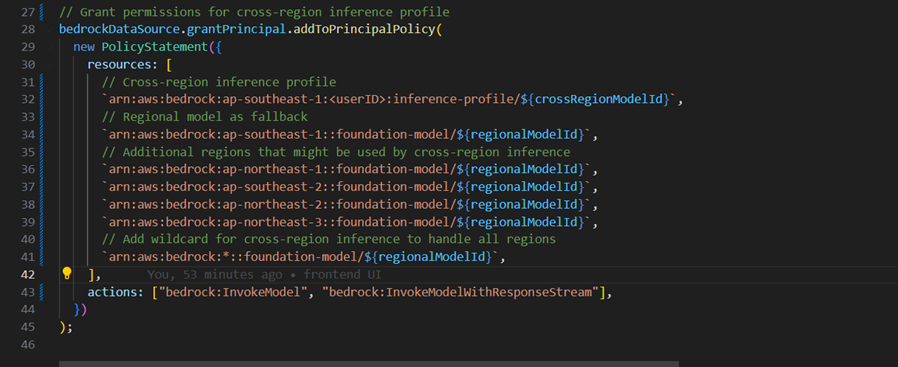 27 // Grant permissions for cross-region inference profile
28 bedrockDataSource.grantPrincipal.addToPrincipalPolicy(
29   new PolicyStatement({
30     resources: [
31       // Cross-region inference profile
32       `arn:aws:bedrock:ap-southeast-1:<userID>:inference-profile/${crossRegionModelId}`,
33       // Regional model as fallback
34       `arn:aws:bedrock:ap-southeast-1::foundation-model/${regionalModelId}`,
35       // Additional regions that might be used by cross-region inference
36       `arn:aws:bedrock:ap-northeast-1::foundation-model/${regionalModelId}`,
37       `arn:aws:bedrock:ap-southeast-2::foundation-model/${regionalModelId}`,
38       `arn:aws:bedrock:ap-northeast-2::foundation-model/${regionalModelId}`,
39       `arn:aws:bedrock:ap-northeast-3::foundation-model/${regionalModelId}`,
40       // Add wildcard for cross-region inference to handle all regions
41       `arn:aws:bedrock:*::foundation-model/${regionalModelId}`,
42     ], You, 53 minutes ago • frontend UI
43     actions: ["bedrock:InvokeModel", "bedrock:InvokeModelWithResponseStream"],
44   })
45 );
46